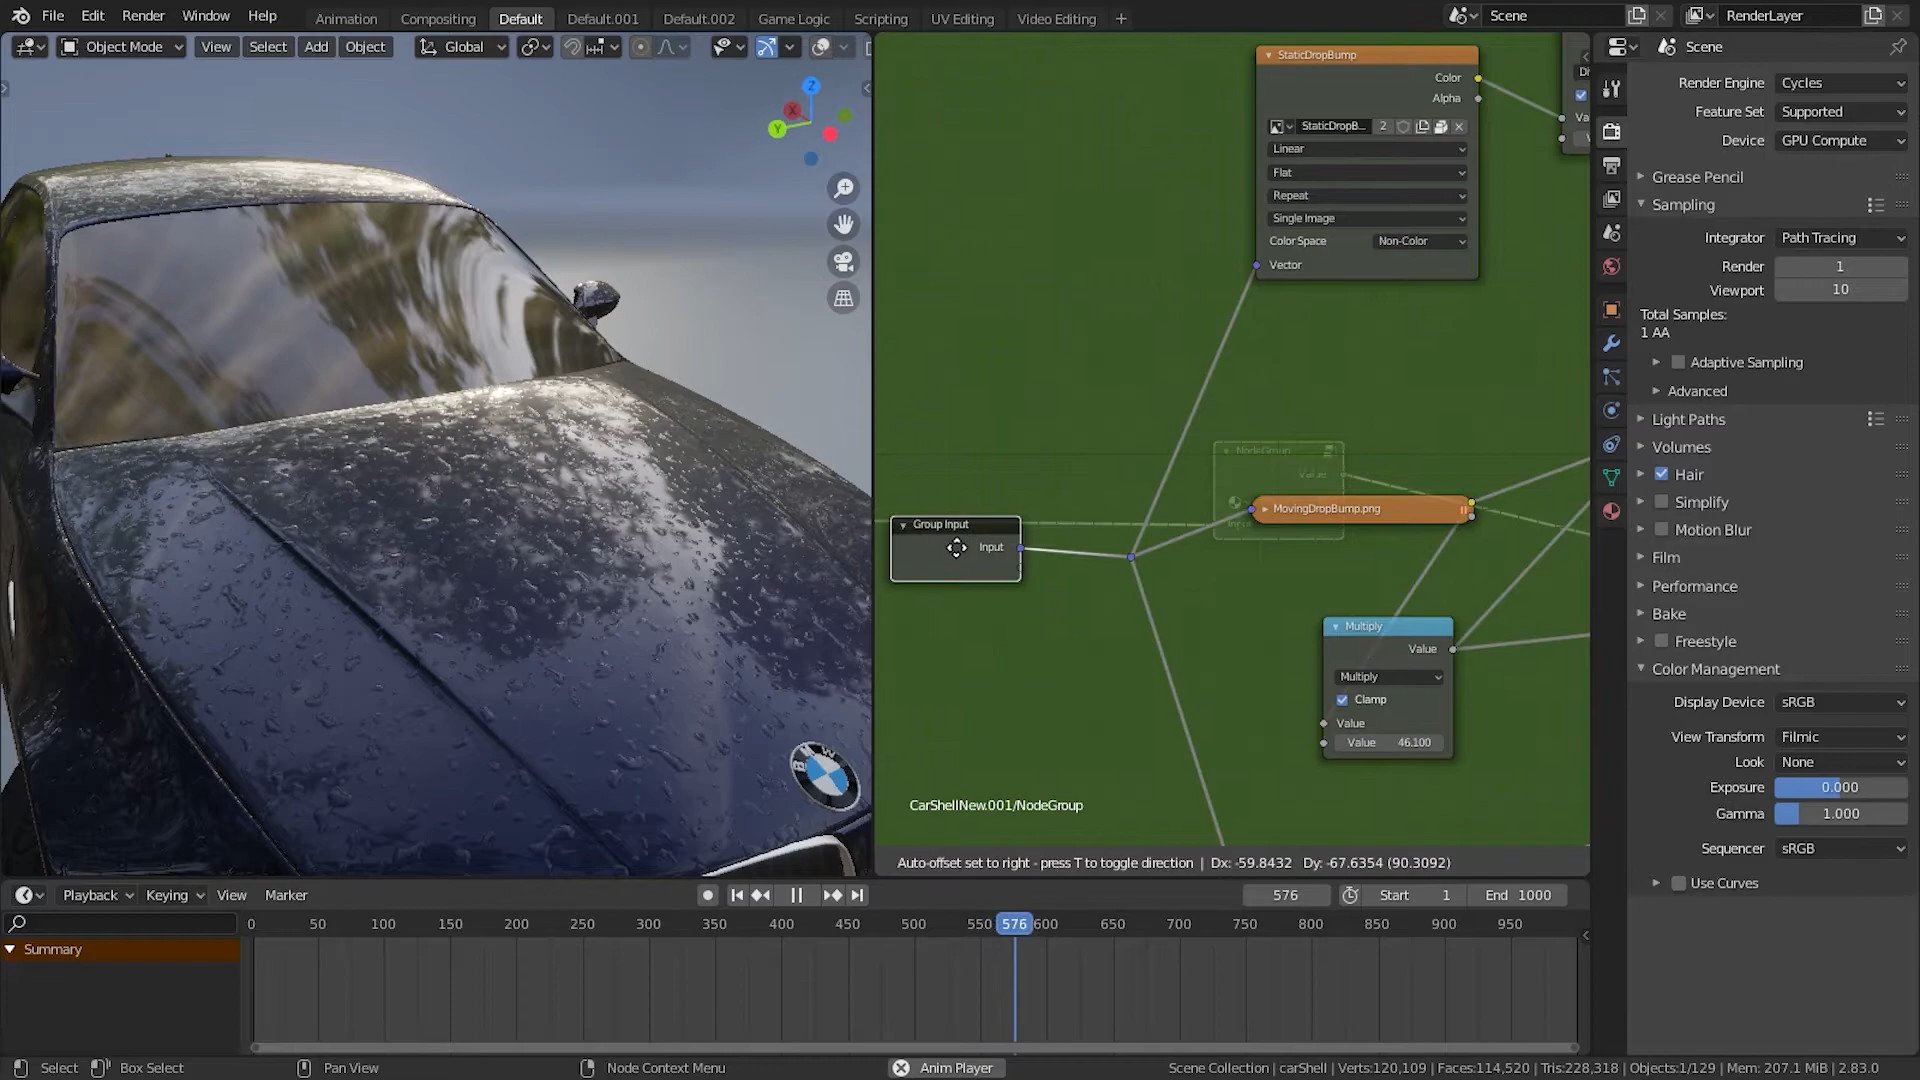 File Edit Render Window Help Animation Compositing Default Default.001 Default.002 Game Logic Scripting UV Editing Video Editing + Scene RenderLayer
Object Mode View Select Add Object Global
Scene
StaticDropBump
Color
Alpha
StaticDropB... 2
Linear
Flat
Repeat
Single Image
Color Space Non-Color
Vector
NodeGroup
Value
MovingDropBump.png
Group Input
Input
Multiply
Value
Multiply
Clamp
Value
Value 46.100
CarShellNew.001/NodeGroup
Auto-offset set to right - press T to toggle direction | Dx: -59.8432 Dy: -67.6354 (90.3092)
X
Y
Z
Render Engine Cycles
Feature Set Supported
Device GPU Compute
Grease Pencil
Sampling
Integrator Path Tracing
Render 1
Viewport 10
Total Samples:
1 AA
Adaptive Sampling
Advanced
Light Paths
Volumes
Hair
Simplify
Motion Blur
Film
Performance
Bake
Freestyle
Color Management
Display Device sRGB
View Transform Filmic
Look None
Exposure 0.000
Gamma 1.000
Sequencer sRGB
Use Curves
Playback Keying View Marker 576 Start 1 End 1000
0 50 100 150 200 250 300 350 400 450 500 550 576 600 650 700 750 800 850 900 950
Summary
Select Box Select Pan View Node Context Menu Anim Player Scene Collection | carShell | Verts:120,109 | Faces:114,520 | Tris:228,318 | Objects:1/129 | Mem: 207.1 MiB | 2.83.0